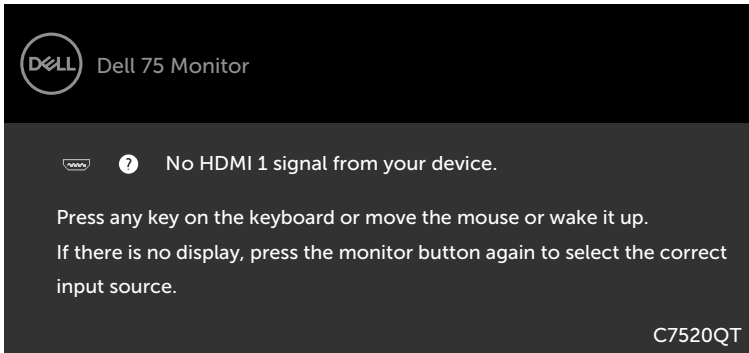 DELL Dell 75 Monitor
? No HDMI 1 signal from your device.
Press any key on the keyboard or move the mouse or wake it up.
If there is no display, press the monitor button again to select the correct
input source.
C7520QT